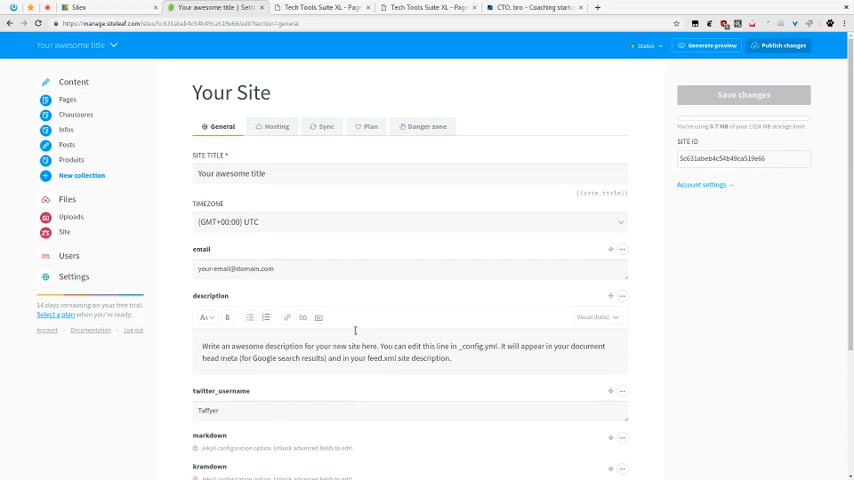 Silex
Your awesome title | Sett
Tech Tools Suite XL - Page
Tech Tools Suite XL - Page
CTO, bro - Coaching startu
https://manage.siteleaf.com/sites/5c631abeb4c54b49ca519e66/edit?section=general
Your awesome title
Status
Generate preview
Publish changes
Content
Pages
Chaussures
Infos
Posts
Produits
New collection
Files
Uploads
Site
Users
Settings
14 days remaining on your free trial.
Select a plan when you're ready.
Account
Documentation
Log out
Your Site
General
Hosting
Sync
Plan
Danger zone
SITE TITLE *
Your awesome title
{{site.title}}
TIMEZONE
(GMT+00:00) UTC
email
your-email@domain.com
description
B
Visual (beta)
Write an awesome description for your new site here. You can edit this line in _config.yml. It will appear in your document
head meta (for Google search results) and in your feed.xml site description.
twitter_username
Taffyer
markdown
Jekyll configuration option. Unlock advanced fields to edit.
kramdown
Jekyll configuration option. Unlock advanced fields to edit.
Save changes
You're using 0.7 MB of your 1024 MB storage limit.
SITE ID
5c631abeb4c54b49ca519e66
Account settings →